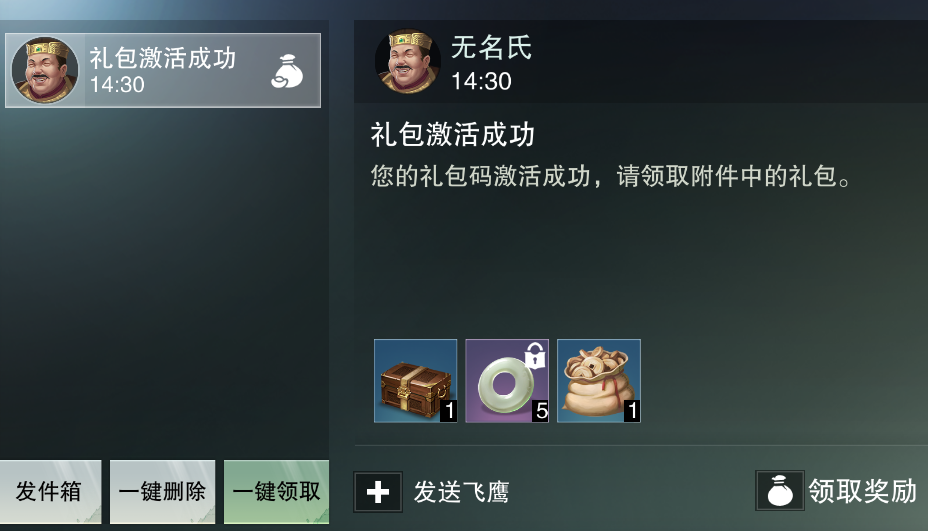 礼包激活成功
14:30
无名氏
14:30
礼包激活成功
您的礼包码激活成功，请领取附件中的礼包。
1
5
1
发件箱
一键删除
一键领取
发送飞鹰
领取奖励